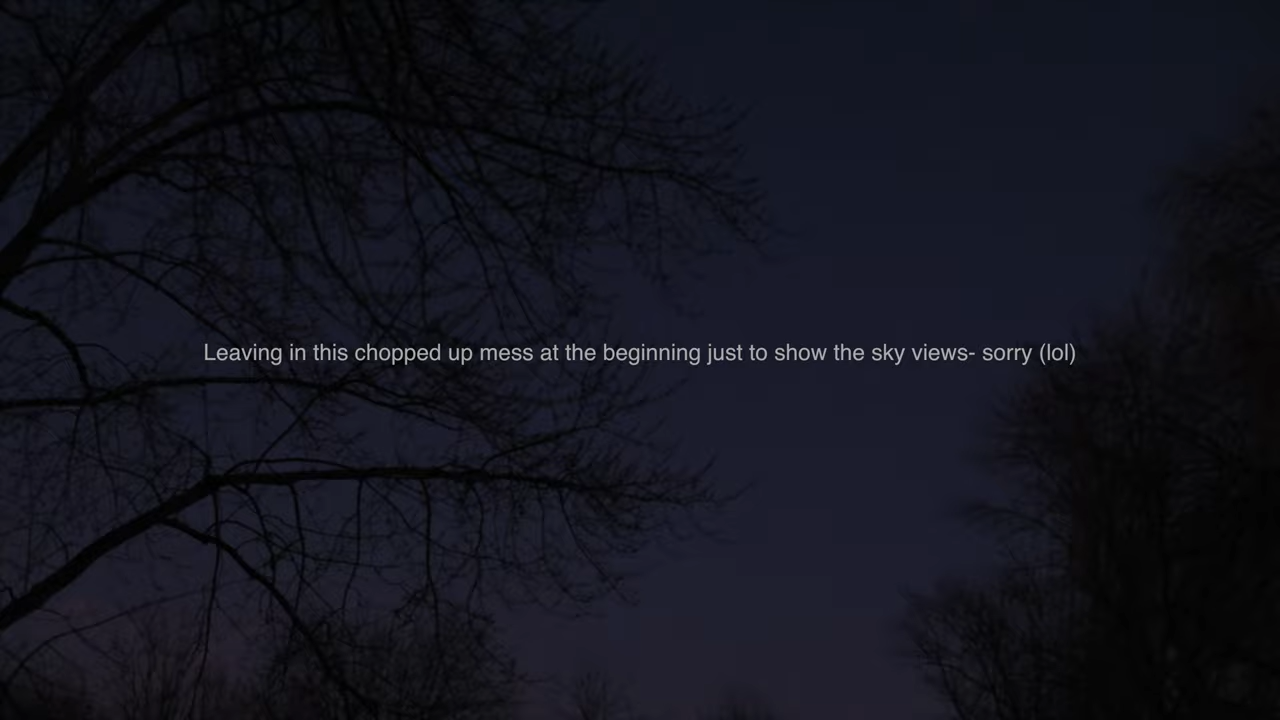 Leaving in this chopped up mess at the beginning just to show the sky views- sorry (lol)